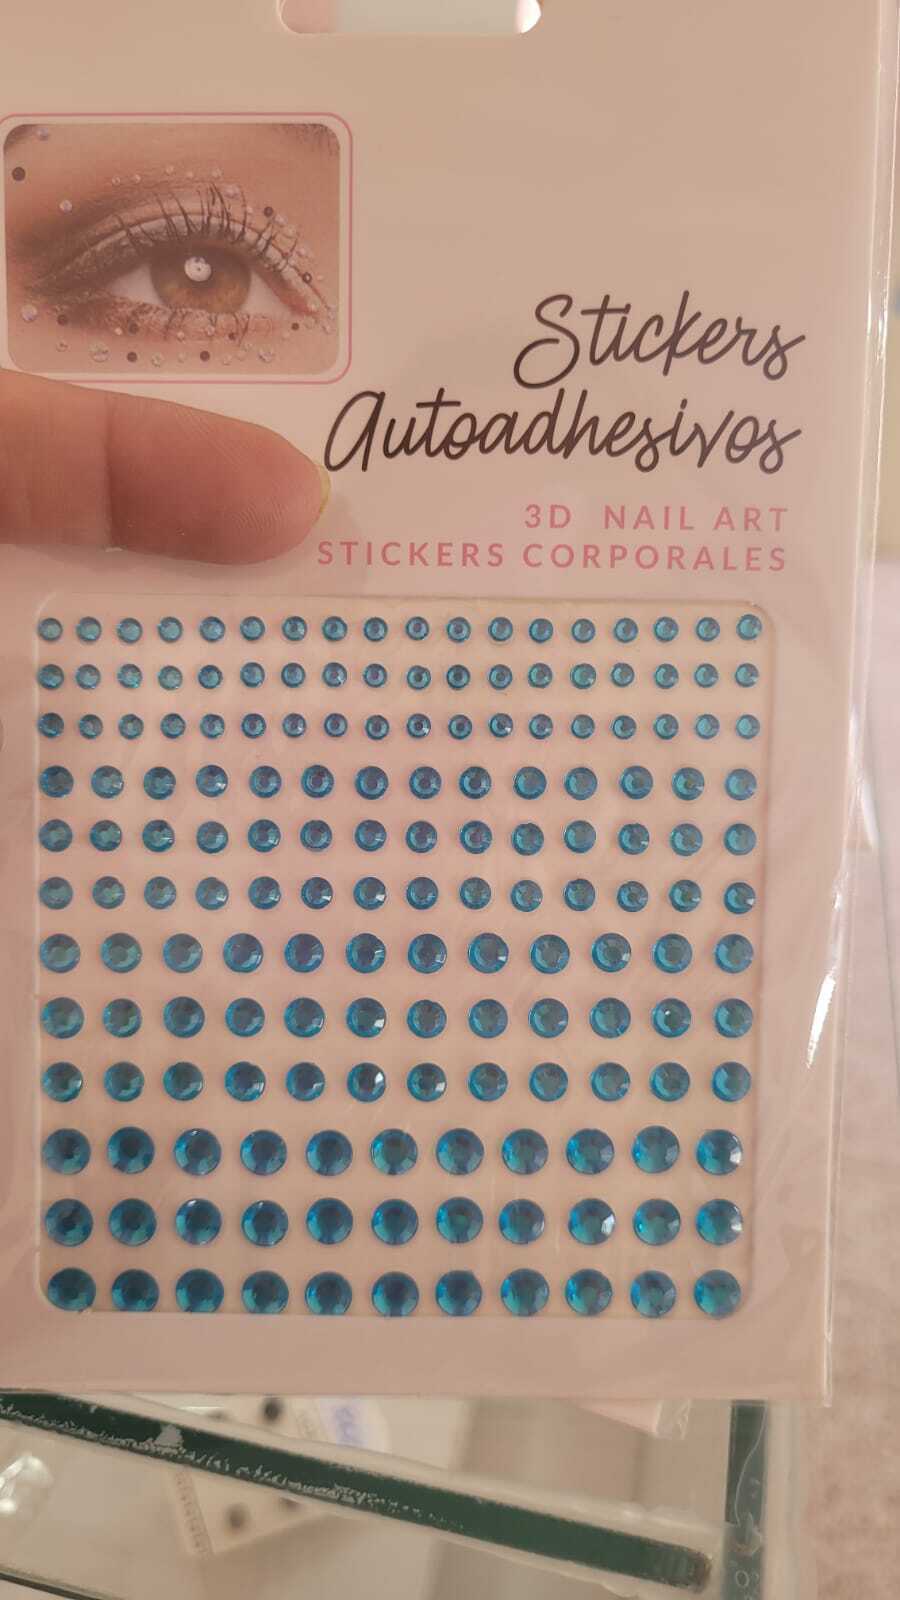 Stickers
Autoadhesivos
3D NAIL ART
STICKERS CORPORALES